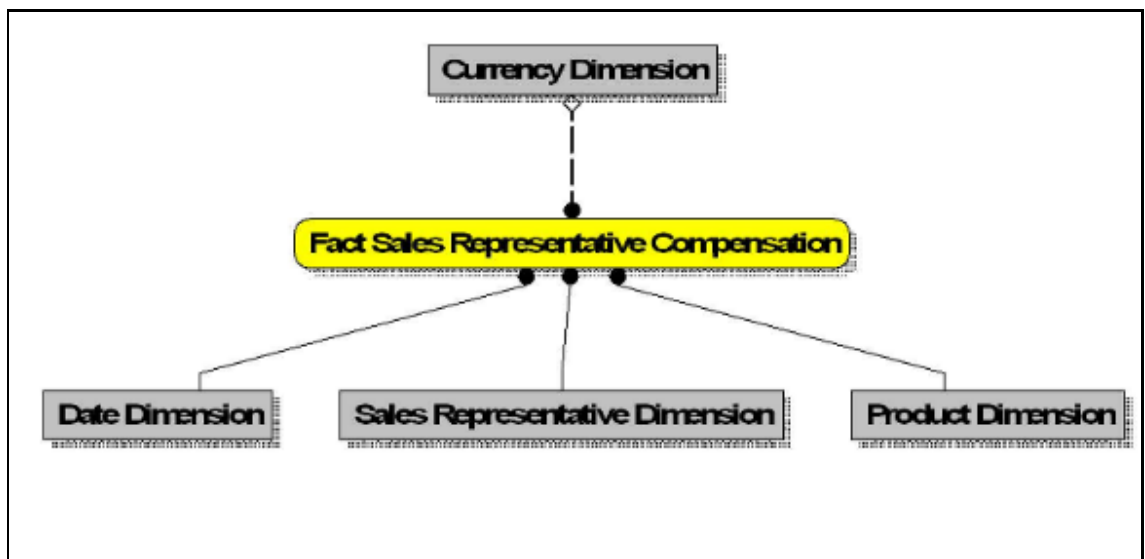 Currency Dimension
Fact Sales Representative Compensation
Date Dimension
Sales Representative Dimension
Product Dimension